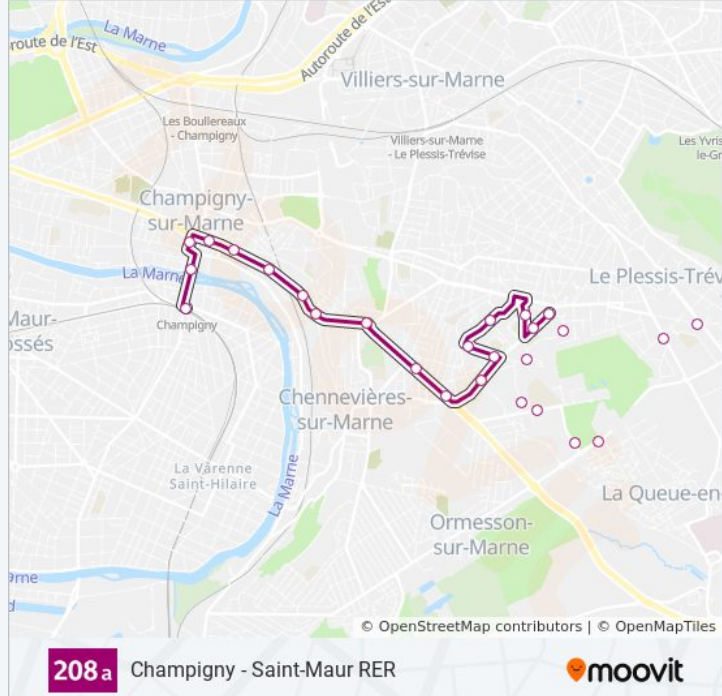 La Marne
route de l'Est
Autoroute de l'Est
Villiers-sur-Marne
Les Boullereaux
- Champigny
Villiers-sur-Marne
- Le Plessis-Trévise
Les Yvris
le-Gr
Champigny-
sur-Marne
La Marne
Le Plessis-Trév
Maur-
ossés
Champigny
Chennevières-
sur-Marne
La Varenne
Saint-Hilaire
La Marne
La Queue-en-
Ormesson-
sur-Marne
arne
d
© OpenStreetMap contributors | © OpenMapTiles
208a Champigny - Saint-Maur RER
moovit